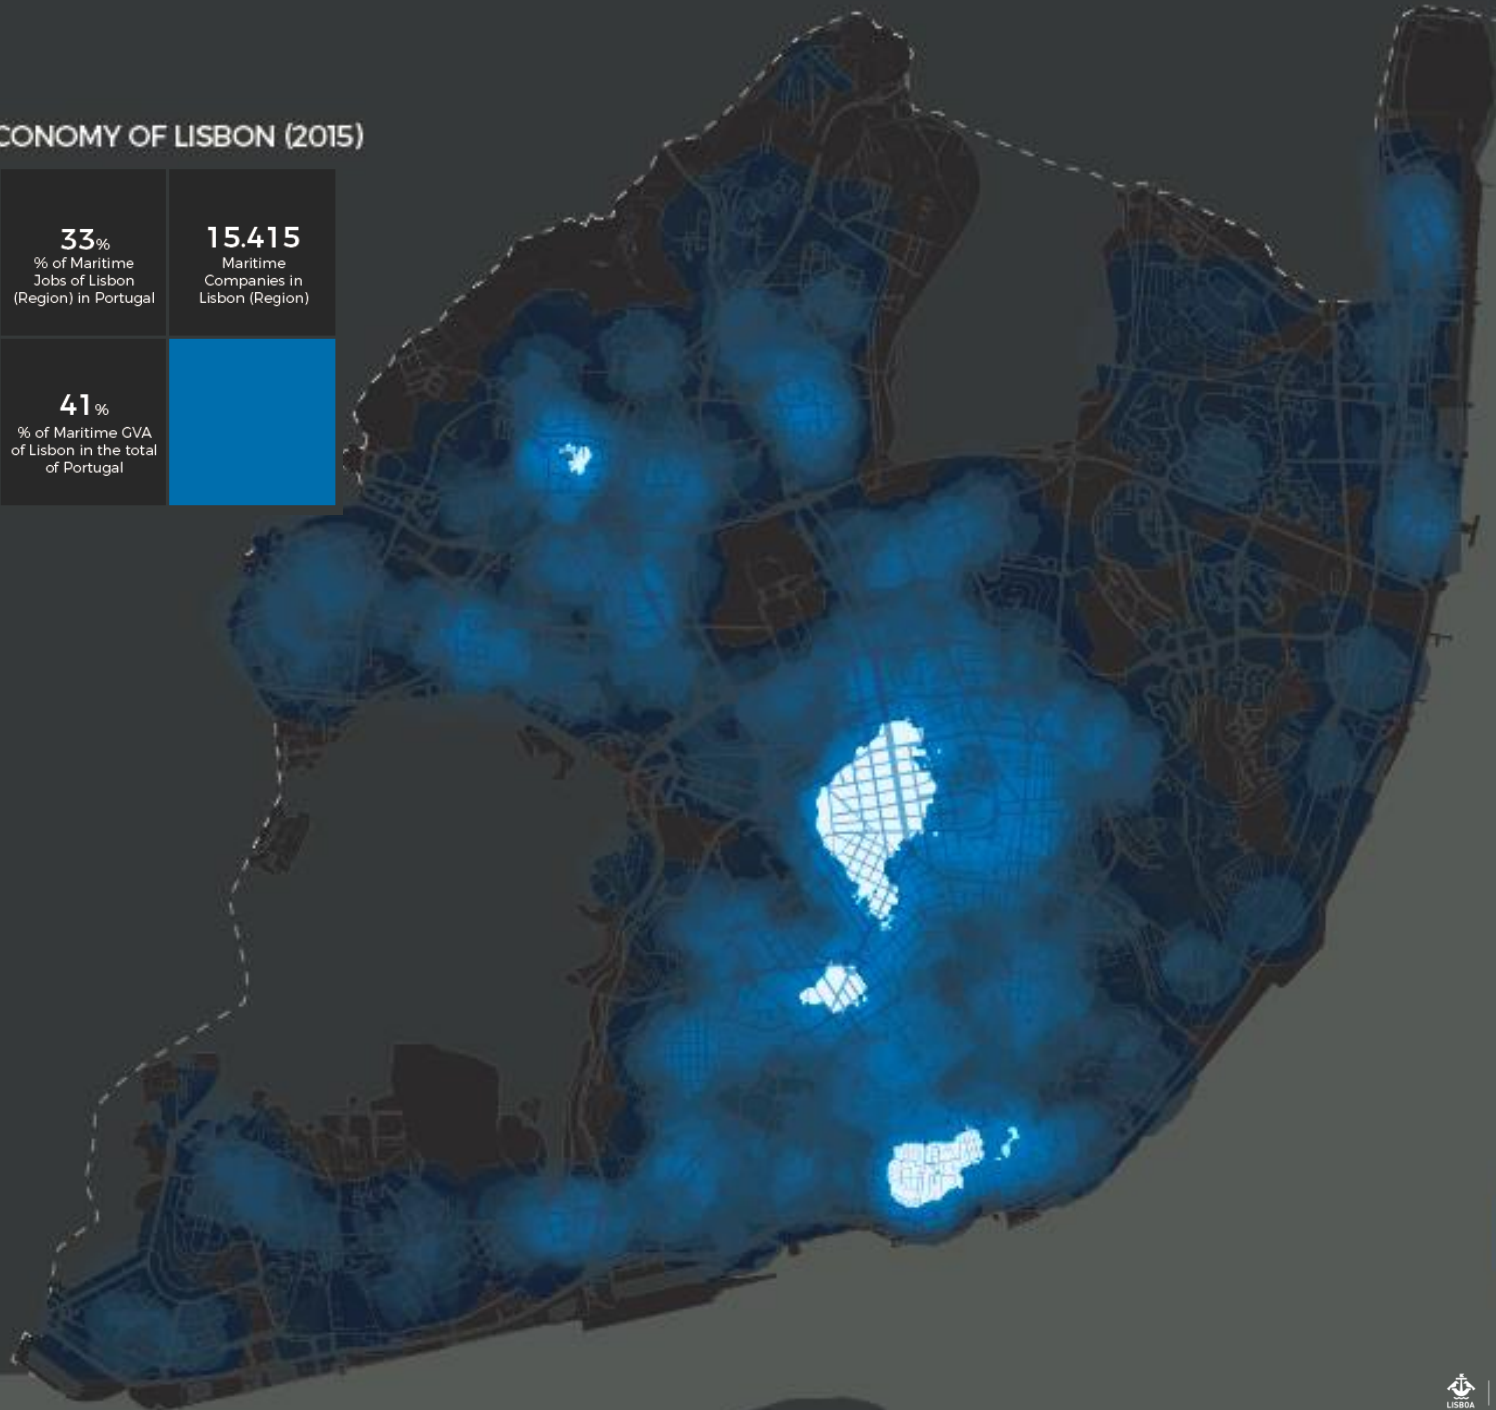 CONOMY OF LISBON (2015)
33%
% of Maritime
Jobs of Lisbon
(Region) in Portugal
15.415
Maritime
Companies in
Lisbon (Region)
41%
% of Maritime GVA
of Lisbon in the total
of Portugal
LISBOA